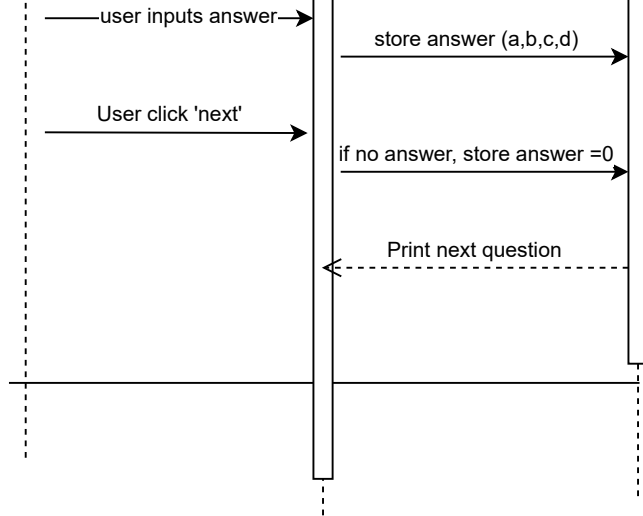 user inputs answer
store answer (a,b,c,d)
User click 'next'
if no answer, store answer =0
Print next question